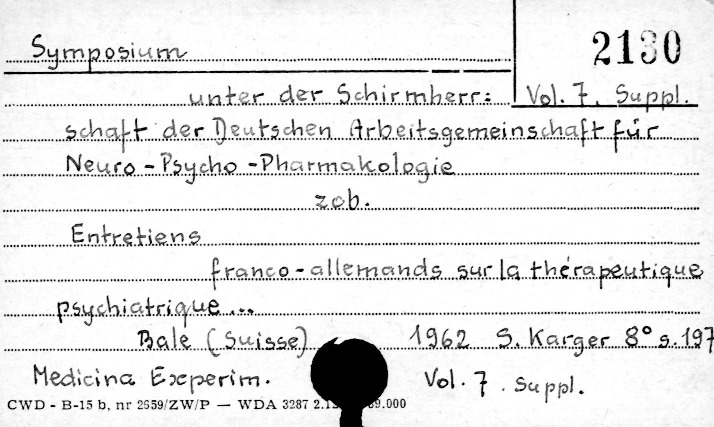 Symposium
2130
unter der Schirmherr:
Vol. 7. Suppl.
schaft der Deutschen Arbeitsgemeinschaft für
Neuro-Psycho-Pharmakologie
zob.
Entretiens
franco-allemands sur la thérapeutique
psychiatrique...
Bale (Suisse) 1962 S. Karger 8° s. 197
Medicina Experim. Vol. 7. Suppl.
CWD - B-15 b, nr 2659/ZW/P — WDA 3287